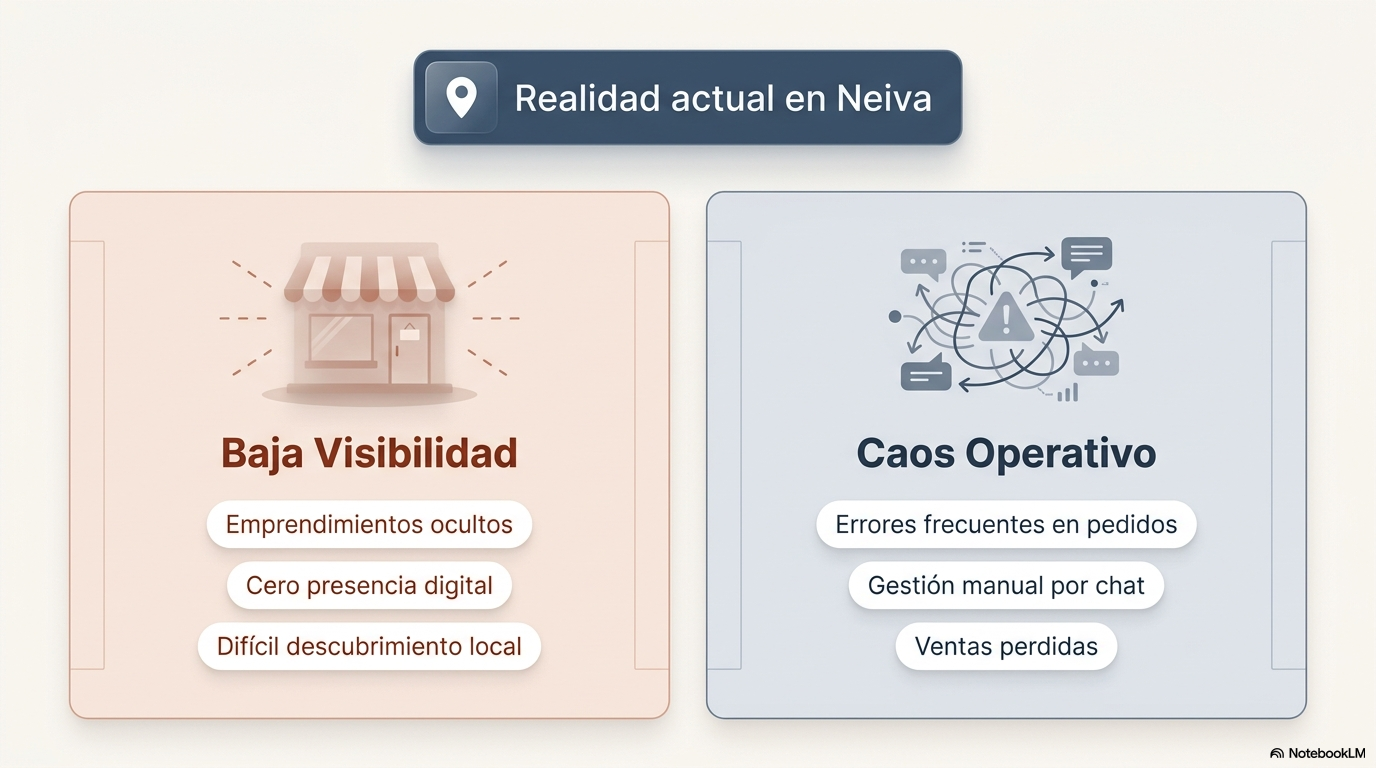 Realidad actual en Neiva
Baja Visibilidad
Emprendimientos ocultos
Cero presencia digital
Difícil descubrimiento local
Caos Operativo
Errores frecuentes en pedidos
Gestión manual por chat
Ventas perdidas
NotebookLM